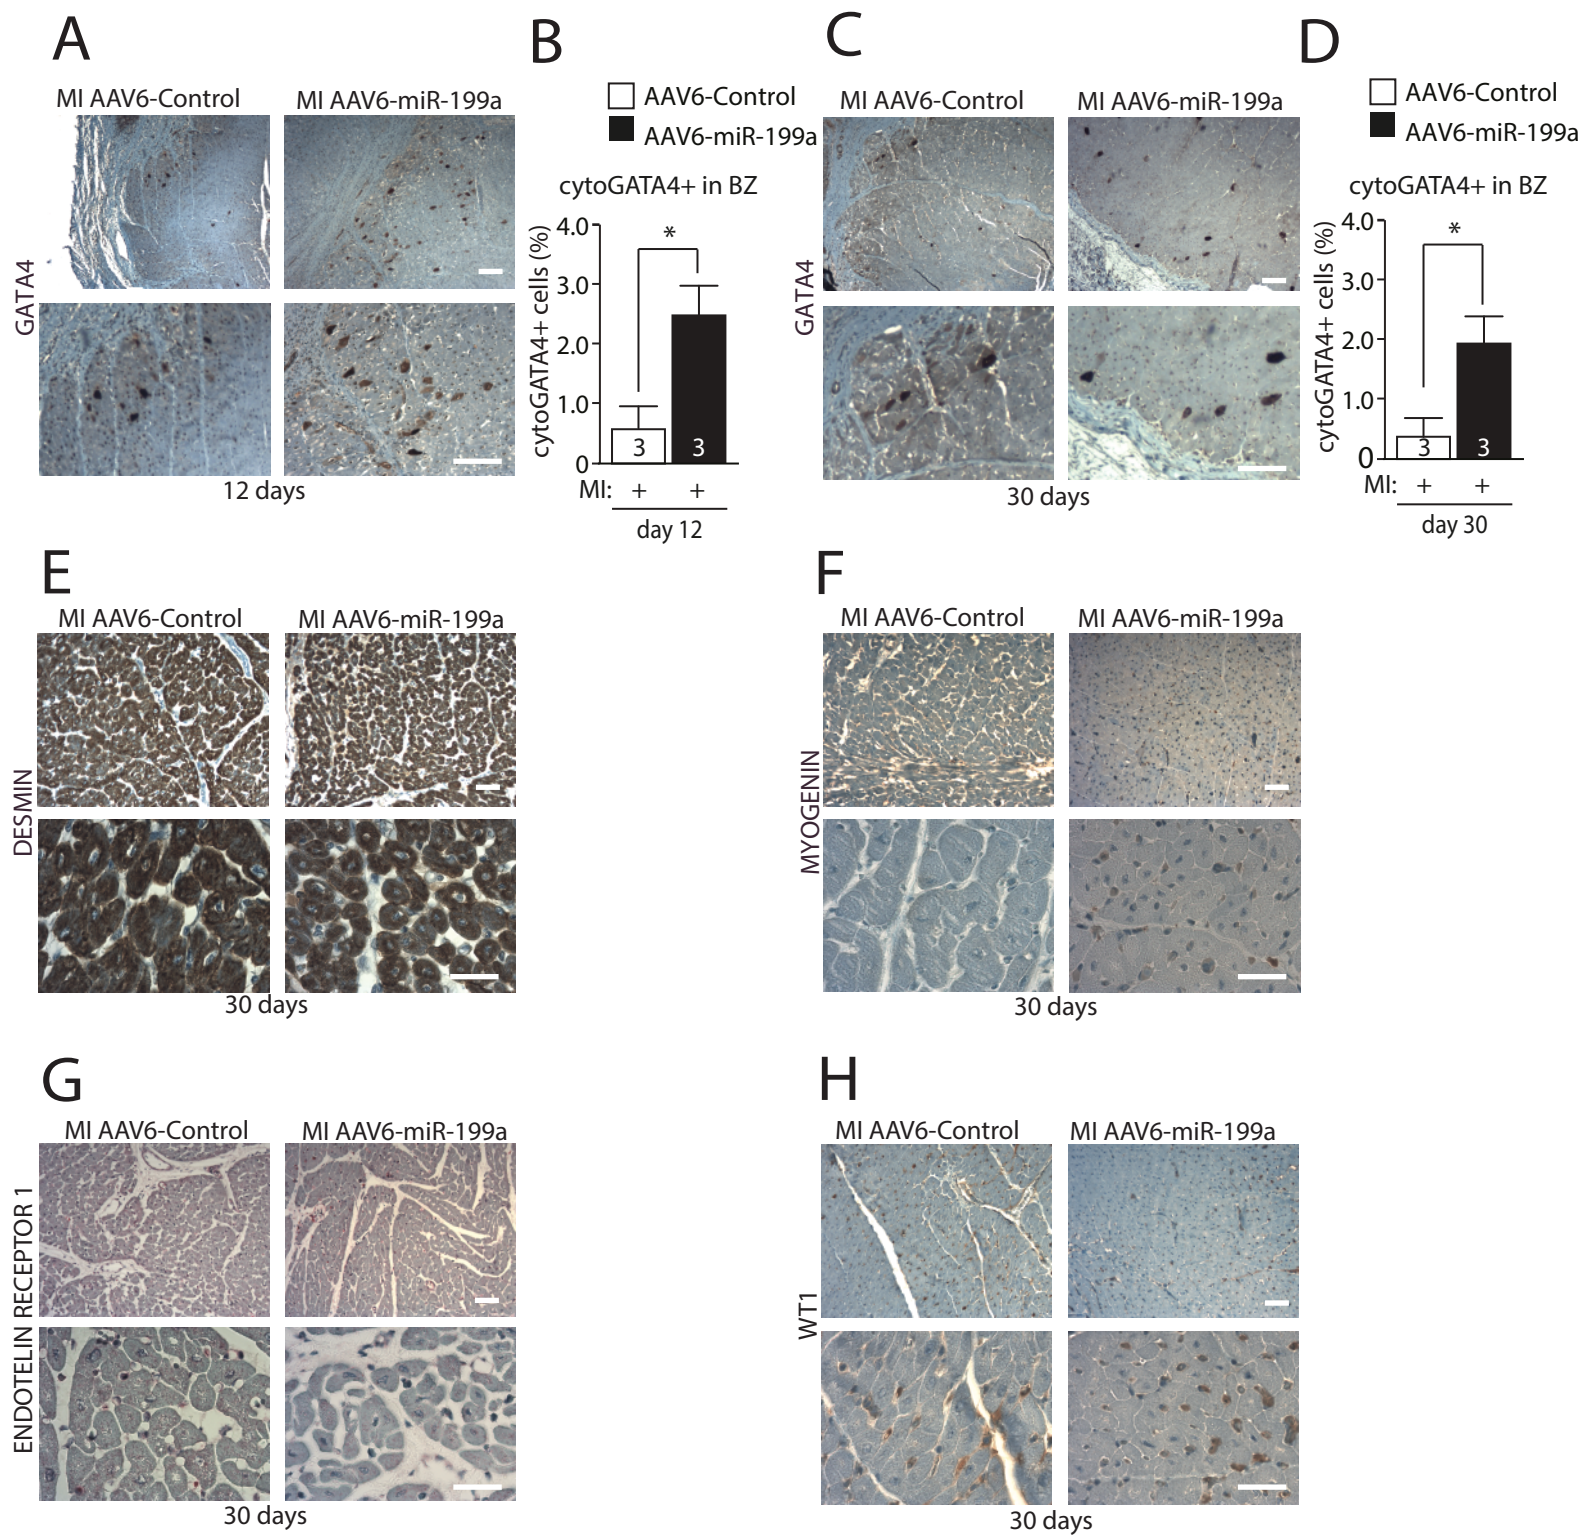 A
MI AAV6-Control
MI AAV6-miR-199a
GATA4
12 days
B
AAV6-Control
AAV6-miR-199a
cytoGATA4+ in BZ
cytoGATA4+ cells (%)
4.0
*
3.0
2.0
1.0
0
3
3
MI: + +
day 12
C
MI AAV6-Control
MI AAV6-miR-199a
GATA4
30 days
D
AAV6-Control
AAV6-miR-199a
cytoGATA4+ in BZ
cytoGATA4+ cells (%)
4.0
*
3.0
2.0
1.0
0
3
3
MI: + +
day 30
E
MI AAV6-Control
MI AAV6-miR-199a
DESMIN
30 days
F
MI AAV6-Control
MI AAV6-miR-199a
MYOGENIN
30 days
G
MI AAV6-Control
MI AAV6-miR-199a
ENDOTELIN RECEPTOR 1
30 days
H
MI AAV6-Control
MI AAV6-miR-199a
WT1
30 days